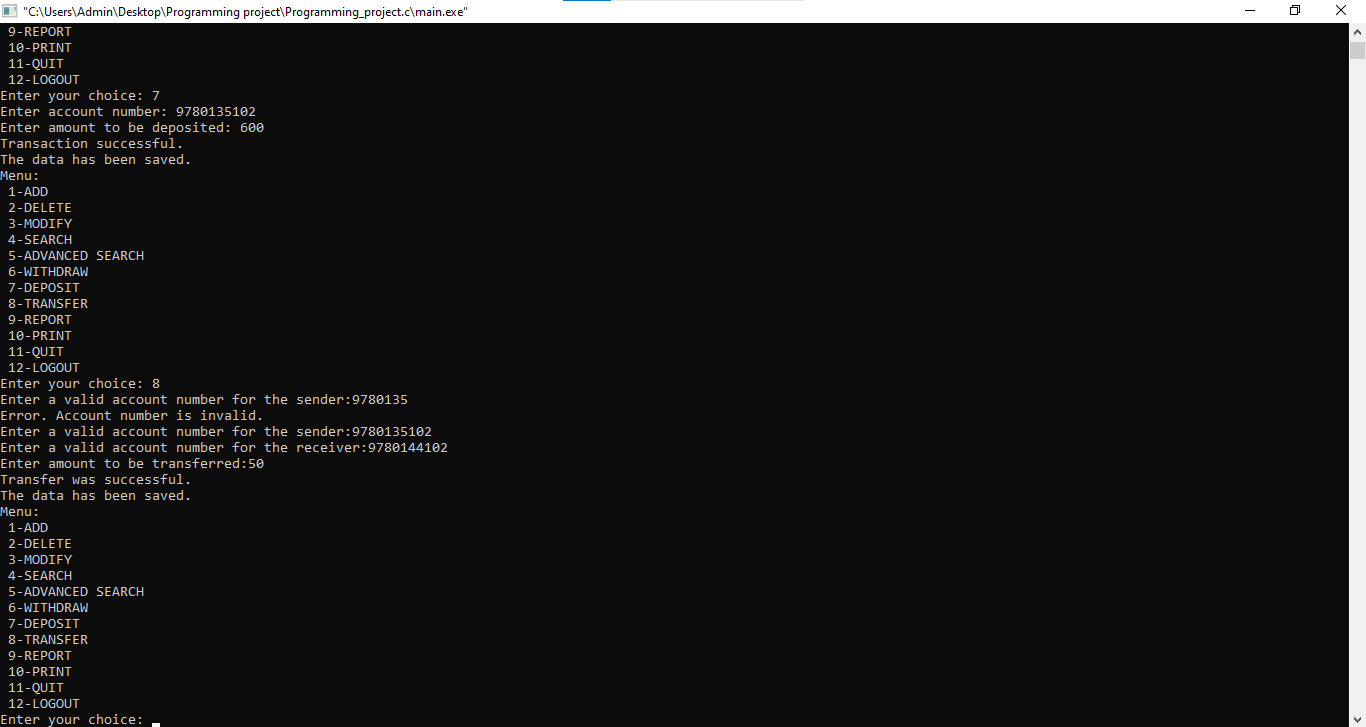 "C:\Users\Admin\Desktop\Programming project\Programming_project.c\main.exe"
9-REPORT
10-PRINT
11-QUIT
12-LOGOUT
Enter your choice: 7
Enter account number: 9780135102
Enter amount to be deposited: 600
Transaction successful.
The data has been saved.
Menu:
1-ADD
2-DELETE
3-MODIFY
4-SEARCH
5-ADVANCED SEARCH
6-WITHDRAW
7-DEPOSIT
8-TRANSFER
9-REPORT
10-PRINT
11-QUIT
12-LOGOUT
Enter your choice: 8
Enter a valid account number for the sender:9780135
Error. Account number is invalid.
Enter a valid account number for the sender:9780135102
Enter a valid account number for the receiver:9780144102
Enter amount to be transferred:50
Transfer was successful.
The data has been saved.
Menu:
1-ADD
2-DELETE
3-MODIFY
4-SEARCH
5-ADVANCED SEARCH
6-WITHDRAW
7-DEPOSIT
8-TRANSFER
9-REPORT
10-PRINT
11-QUIT
12-LOGOUT
Enter your choice: